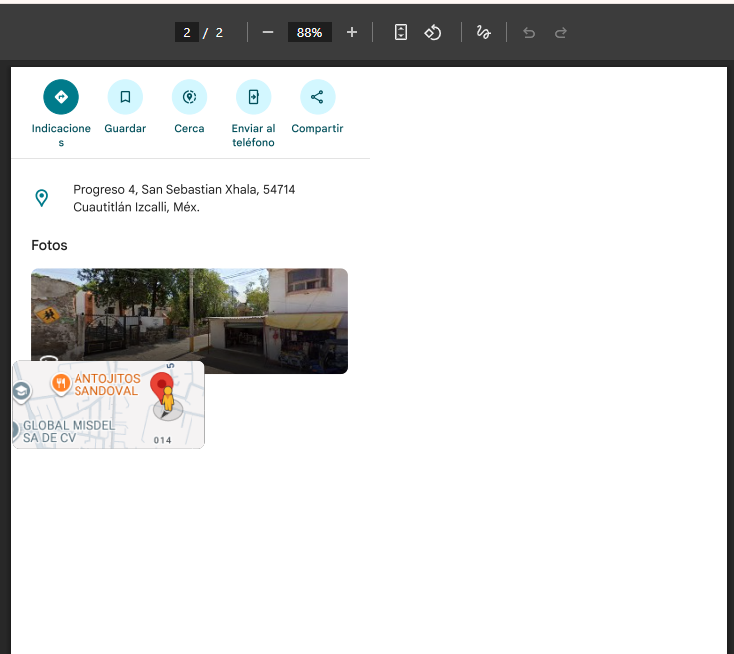 2 / 2
88%
Indicacione
s
Guardar
Cerca
Enviar al
teléfono
Compartir
Progreso 4, San Sebastian Xhala, 54714
Cuautitlán Izcalli, Méx.
Fotos
ANTOJITOS
SANDOVAL
5
GLOBAL MISDEL
SA DE CV
014